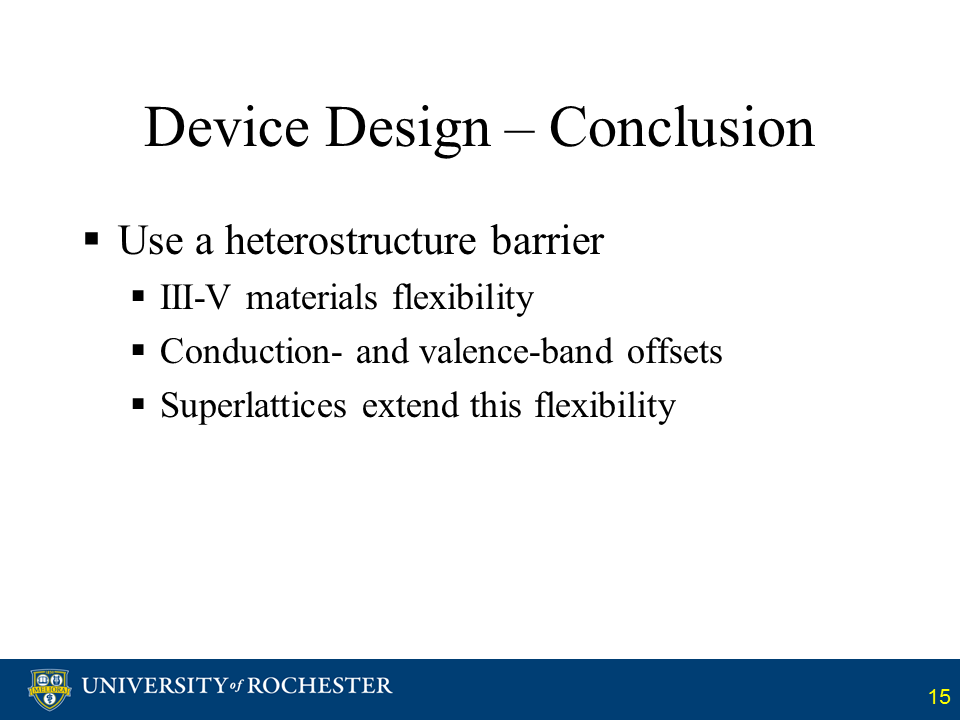 Device Design – Conclusion
▪ Use a heterostructure barrier
▪ III-V materials flexibility
▪ Conduction- and valence-band offsets
▪ Superlattices extend this flexibility
MELIORA
UNIVERSITY of ROCHESTER
15